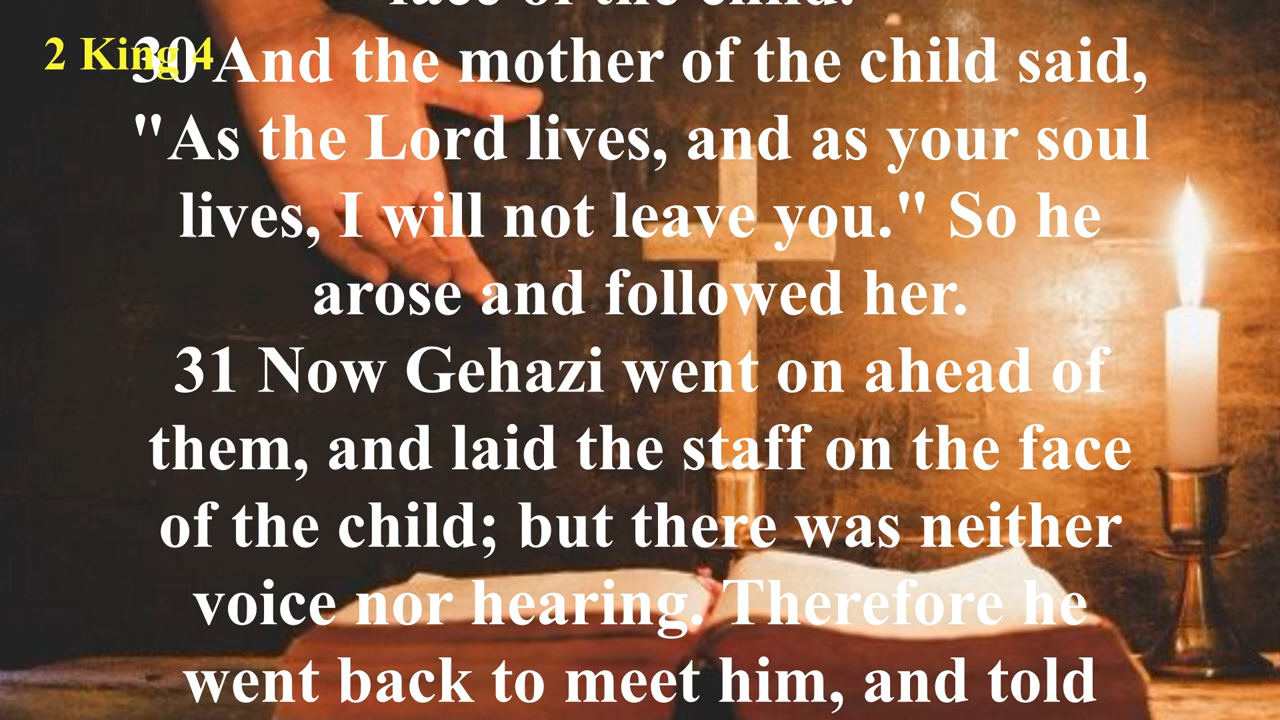 face of the child.
2 King 4
30 And the mother of the child said,
"As the Lord lives, and as your soul
lives, I will not leave you." So he
arose and followed her.
31 Now Gehazi went on ahead of
them, and laid the staff on the face
of the child; but there was neither
voice nor hearing. Therefore he
went back to meet him, and told